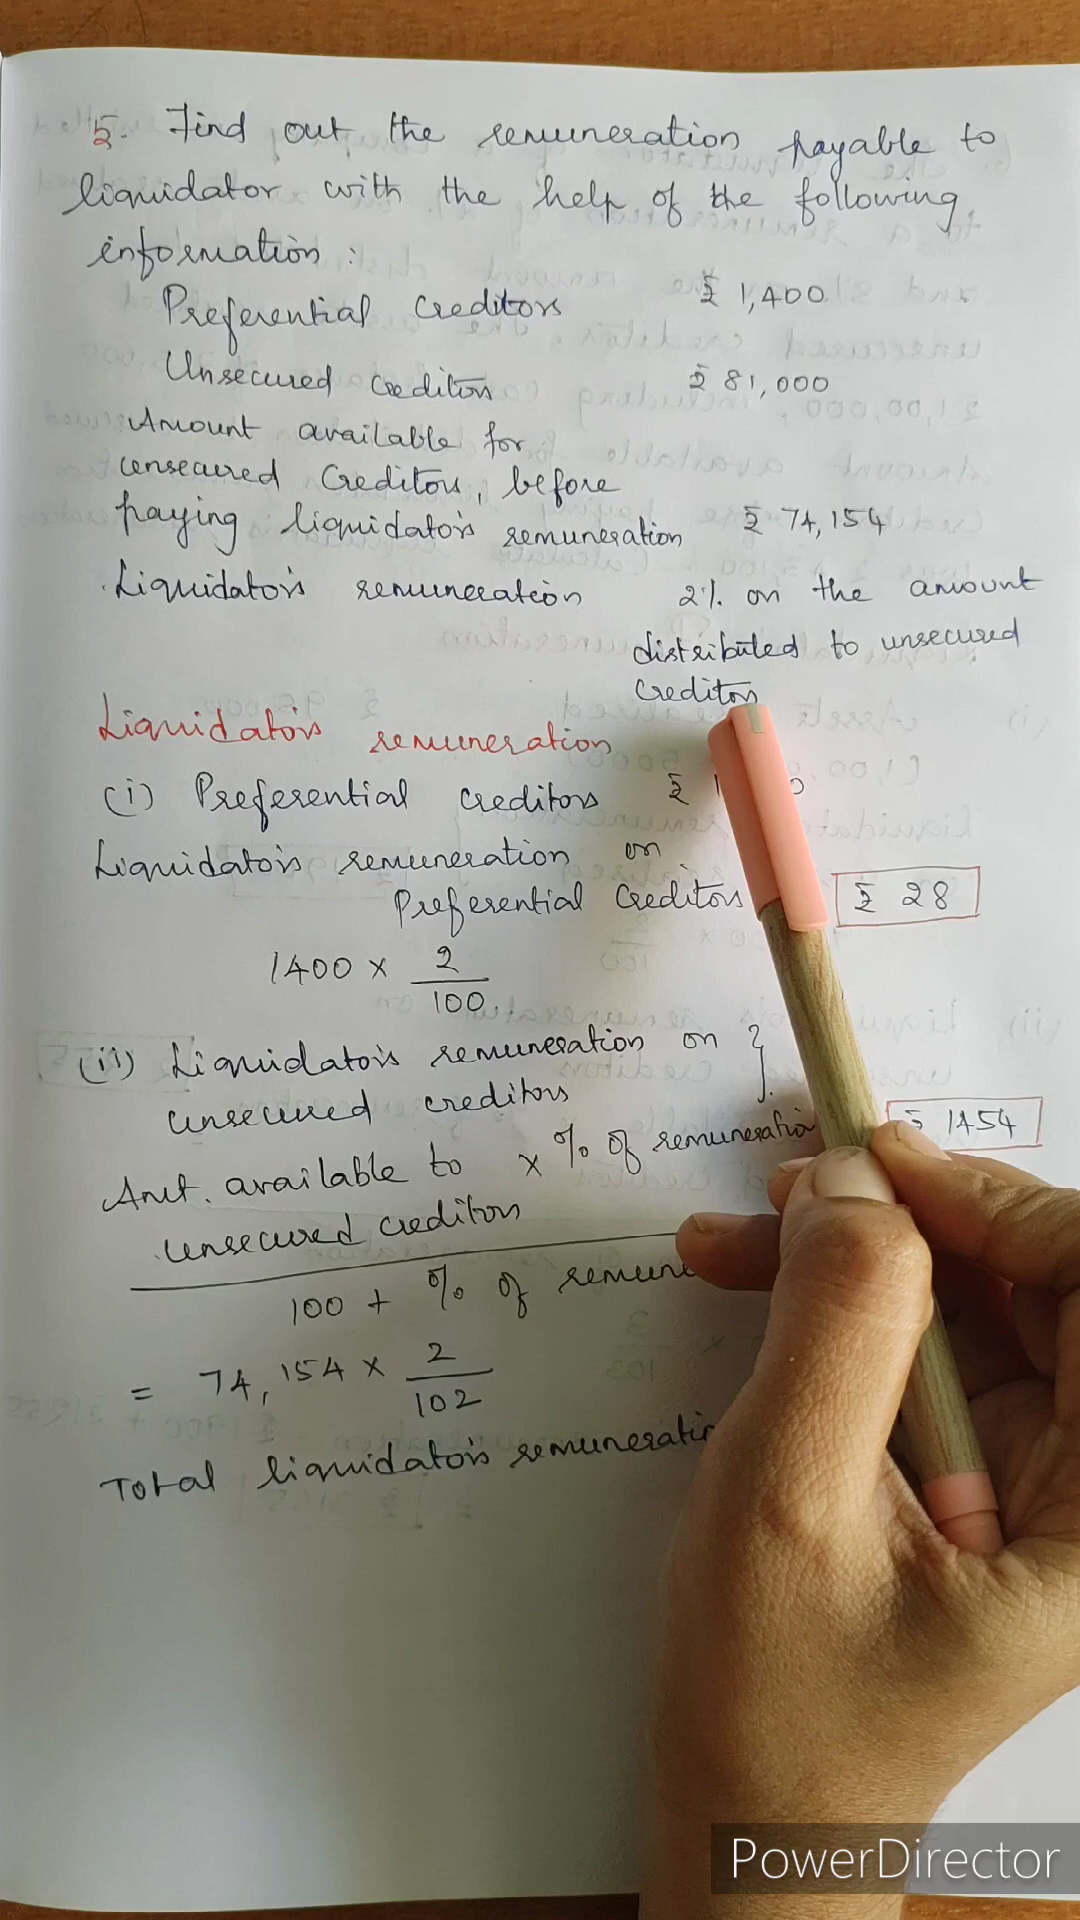 5. Find out the remuneration payable to
liquidator with the help of the following
information :
Preferential Creditors ₹ 1,400
Unsecured Creditors ₹ 81,000
Amount available for
unsecured Creditors, before
paying liquidator's remuneration ₹ 74,154
Liquidator's remuneration 2% on the amount
distributed to unsecured
Creditors
Liquidator's remuneration
(i) Preferential creditors ₹
Liquidator's remuneration on
Preferential Creditors ₹ 28
1400 × 2
100
(ii) Liquidator's remuneration on }
unsecured creditors ₹ 1454
Amt. available to × % of remuneration
unsecured creditors
100 + % of
= 74,154 × 2
102
Total liquidator's
PowerDirector